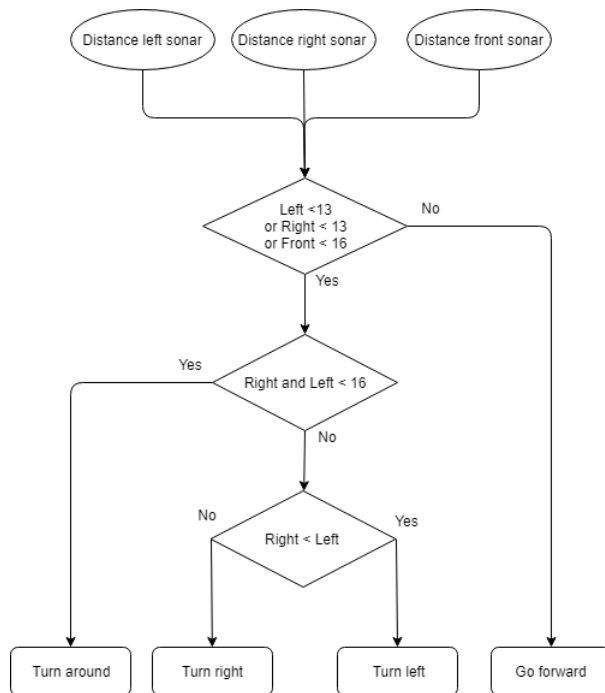 Distance left sonar
Distance right sonar
Distance front sonar
Left <13
or Right < 13
or Front < 16
No
Yes
Yes
Right and Left < 16
No
No
Yes
Right < Left
Turn around
Turn right
Turn left
Go forward